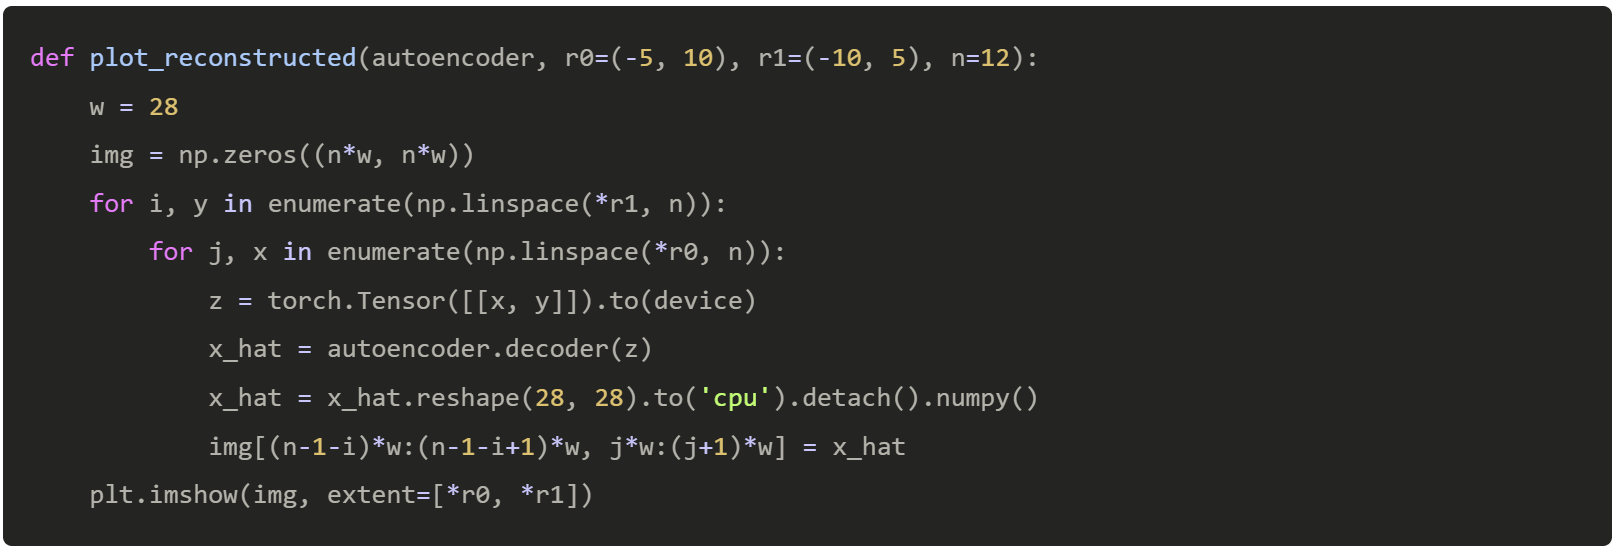 def plot_reconstructed(autoencoder, r0=(-5, 10), r1=(-10, 5), n=12):
    w = 28
    img = np.zeros((n*w, n*w))
    for i, y in enumerate(np.linspace(*r1, n)):
        for j, x in enumerate(np.linspace(*r0, n)):
            z = torch.Tensor([[x, y]]).to(device)
            x_hat = autoencoder.decoder(z)
            x_hat = x_hat.reshape(28, 28).to('cpu').detach().numpy()
            img[(n-1-i)*w:(n-1-i+1)*w, j*w:(j+1)*w] = x_hat
    plt.imshow(img, extent=[*r0, *r1])